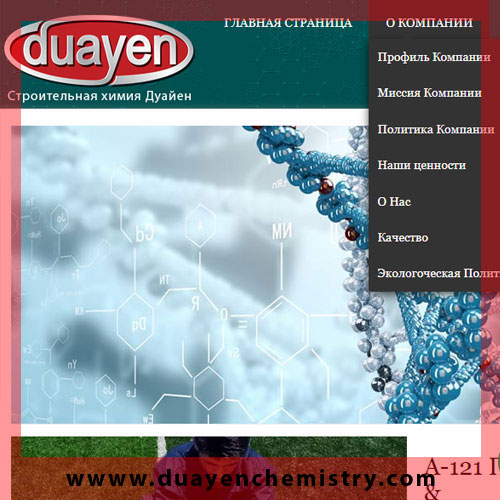 duayen
Строительная химия Дуайен
ГЛАВНАЯ СТРАНИЦА
О КОМПАНИИ
Профиль Компании
Миссия Компании
Политика Компании
Наши ценности
О Нас
Качество
Экологоческая Полит
A-121
&
www.duayenchemistry.com